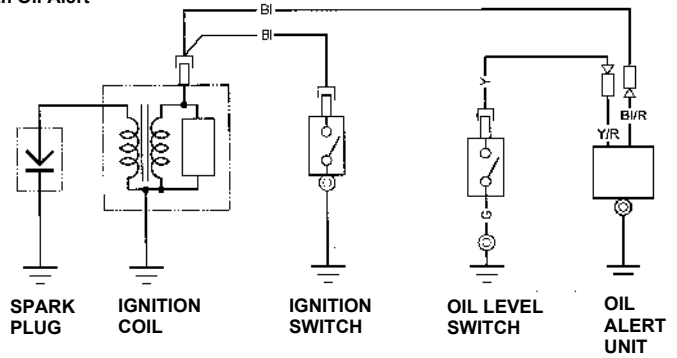 Oil Alert
Bl
Bl
Y
Bl/R
Y/R
G
SPARK
PLUG
IGNITION
COIL
IGNITION
SWITCH
OIL LEVEL
SWITCH
OIL
ALERT
UNIT